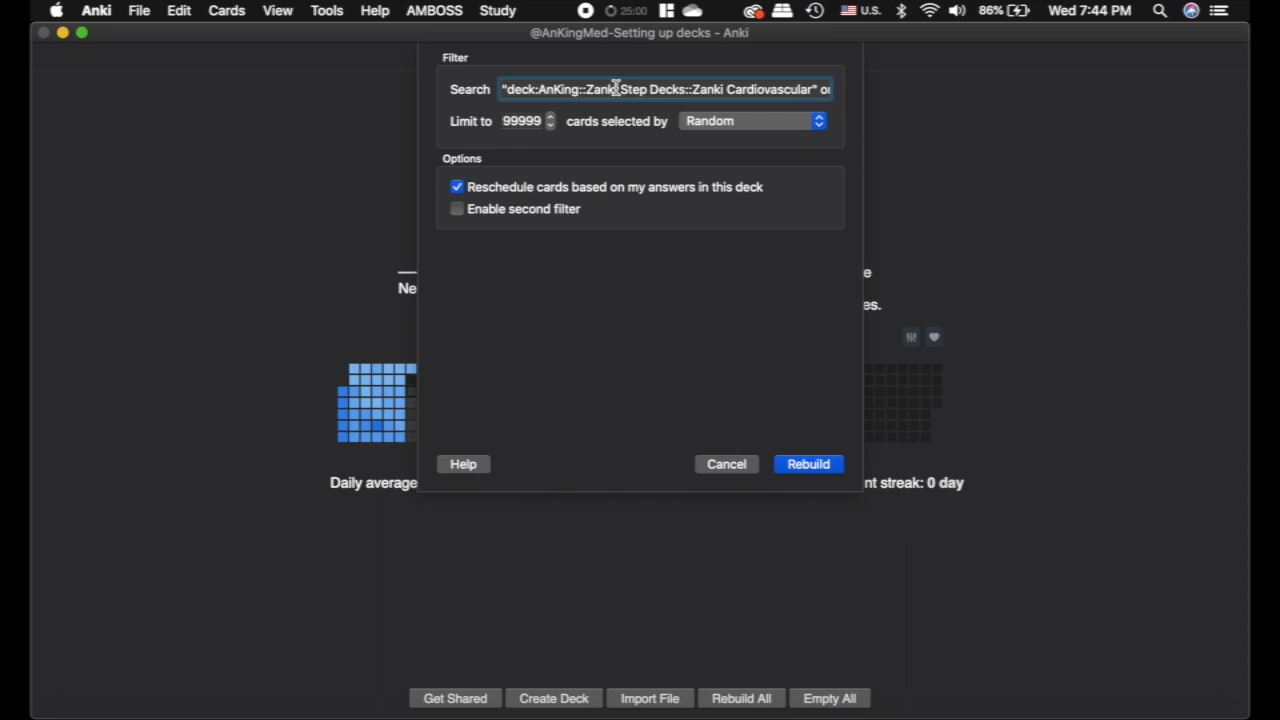 Anki File Edit Cards View Tools Help AMBOSS Study 25:00 U.S. 86% Wed 7:44 PM
@AnKingMed-Setting up decks - Anki
Filter
Search "deck:AnKing::Zanki Step Decks::Zanki Cardiovascular" or
Limit to 99999 cards selected by Random
Options
Reschedule cards based on my answers in this deck
Enable second filter
e
Ne
es.
Help Cancel Rebuild
Daily average nt streak: 0 day
Get Shared Create Deck Import File Rebuild All Empty All